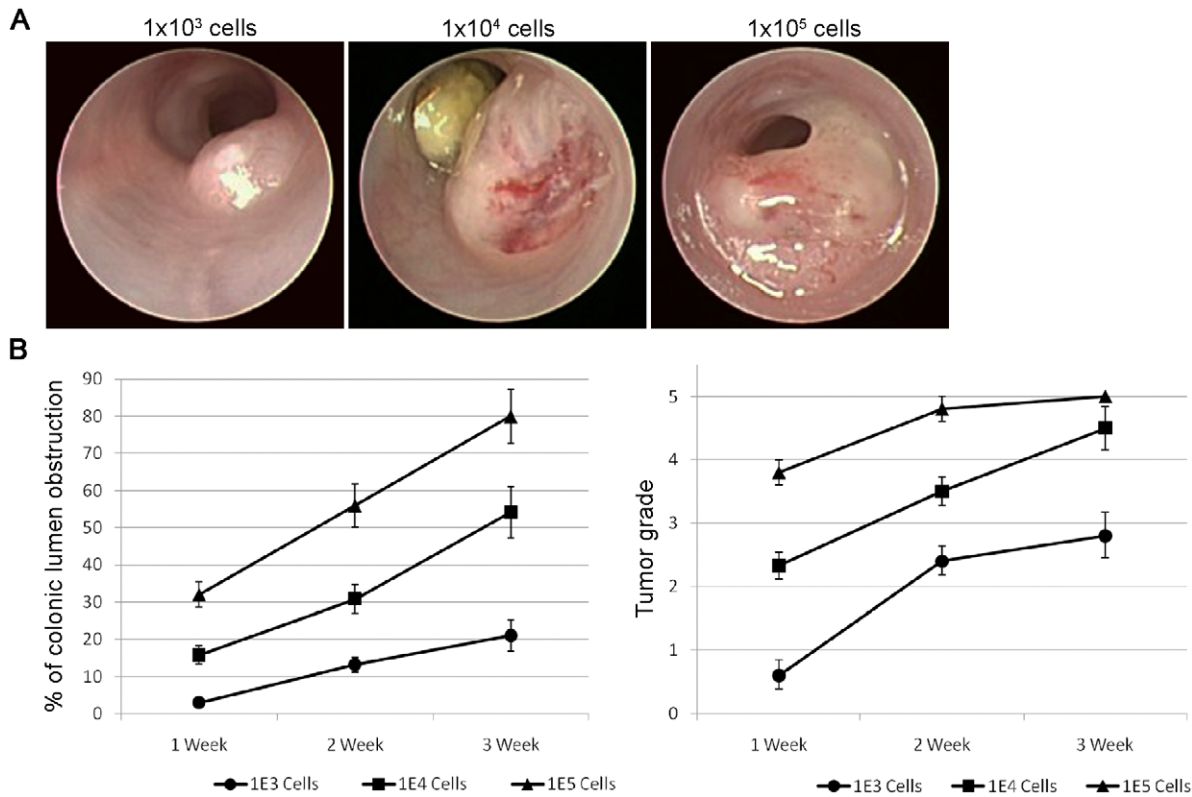 A
1x10³ cells 1x10⁴ cells 1x10⁵ cells
B
% of colonic lumen obstruction
90
80
70
60
50
40
30
20
10
0
1 Week 2 Week 3 Week
1E3 Cells 1E4 Cells 1E5 Cells
Tumor grade
5
4
3
2
1
0
1 Week 2 Week 3 Week
1E3 Cells 1E4 Cells 1E5 Cells